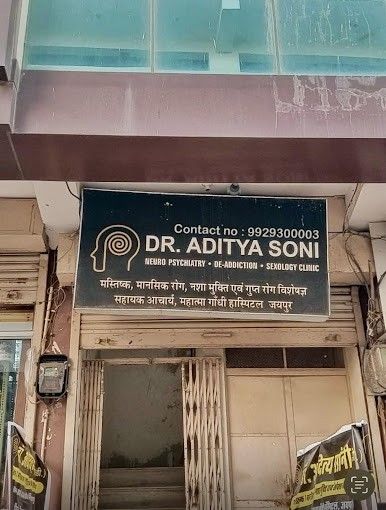 Contact no : 9929300003
DR. ADITYA SONI
NEURO PSYCHIATRY • DE-ADDICTION • SEXOLOGY CLINIC
मस्तिष्क, मानसिक रोग, नशा मुक्ति एवं गुप्त रोग विशेषज्ञ
सहायक आचार्य, महात्मा गाँधी हास्पिटल जयपुर